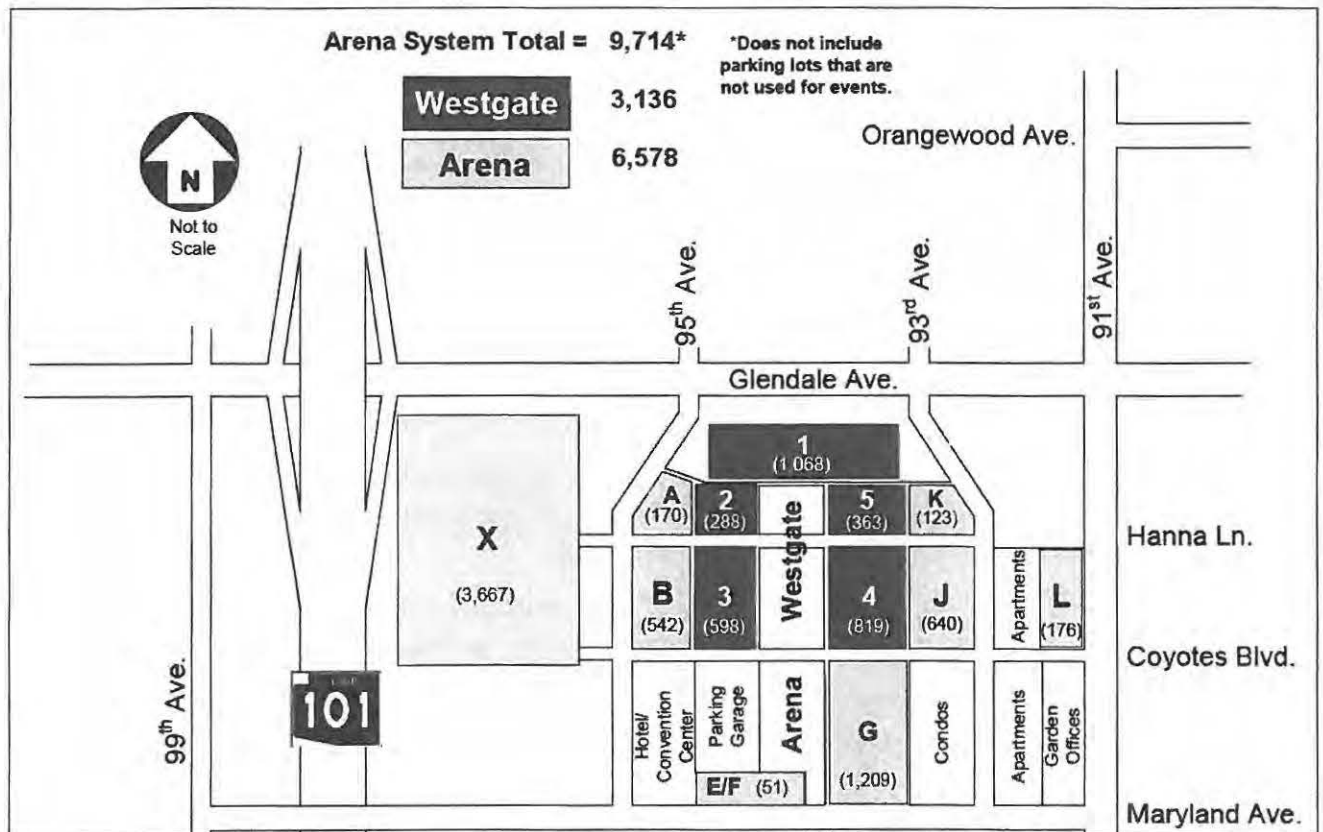 Arena System Total = 9,714*
*Does not include
parking lots that are
not used for events.
Westgate 3,136
Arena 6,578
N
Not to
Scale
Orangewood Ave.
95th Ave.
93rd Ave.
91st Ave.
Glendale Ave.
1
(1 068)
A
(170)
2
(288)
Westgate
5
(363)
K
(123)
X
(3,667)
Hanna Ln.
B
(542)
3
(598)
4
(819)
J
(640)
Apartments
L
(176)
Coyotes Blvd.
99th Ave.
101
Hotel/
Convention
Center
Parking
Garage
Arena
G
(1,209)
Condos
Apartments
Garden
Offices
E/F (51)
Maryland Ave.